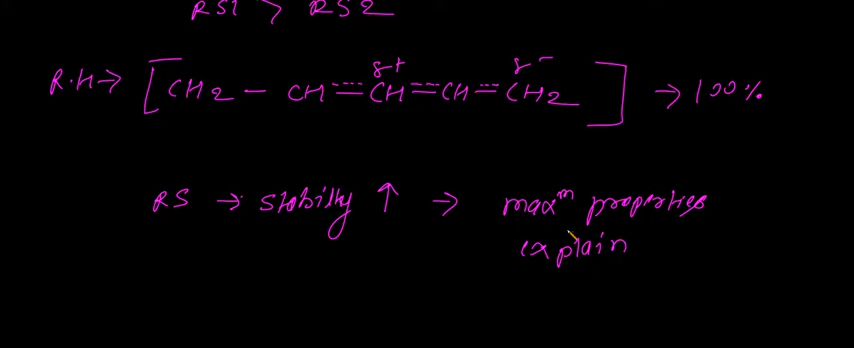 RS1 > RS2
R.H → [CH2 - CH ⩦ CH ⩦ CH ⩦ CH2] → 100%
δ+ δ-
RS → stability ↑ → maxᵐ properties
explain